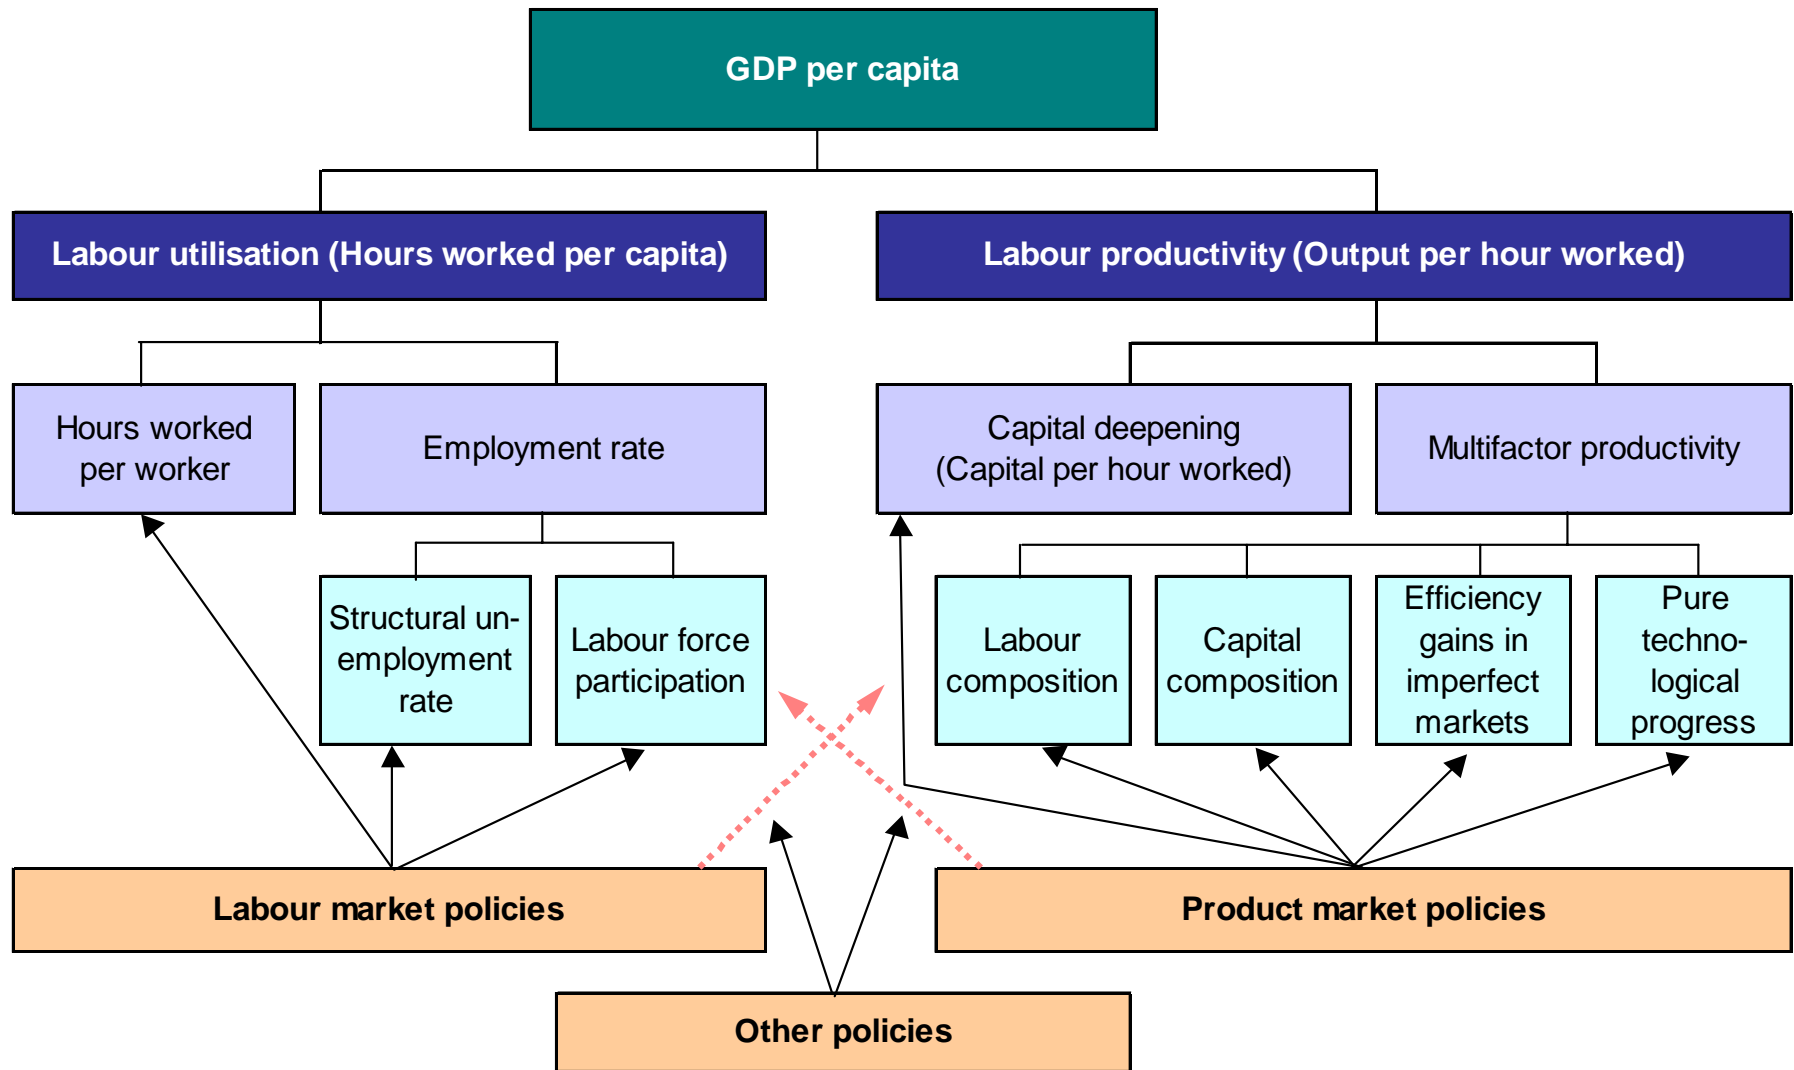 GDP per capita
Labour utilisation (Hours worked per capita)
Labour productivity (Output per hour worked)
Hours worked
per worker
Employment rate
Capital deepening
(Capital per hour worked)
Multifactor productivity
Structural un-
employment
rate
Labour force
participation
Labour
composition
Capital
composition
Efficiency
gains in
imperfect
markets
Pure
techno-
logical
progress
Labour market policies
Product market policies
Other policies